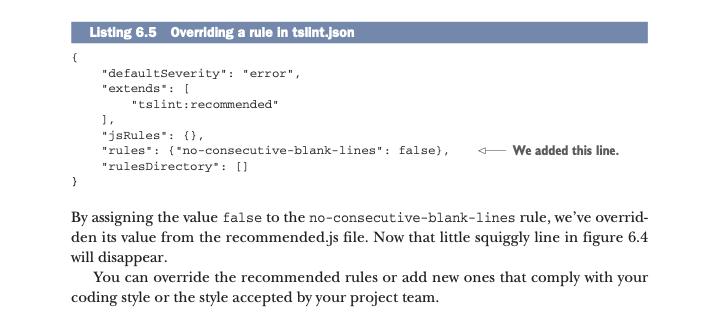 Listing 6.5 Overriding a rule in tslint.json
{
    "defaultSeverity": "error",
    "extends": [
        "tslint:recommended"
    ],
    "jsRules": {},
    "rules": {"no-consecutive-blank-lines": false}, We added this line.
    "rulesDirectory": []
}
By assigning the value false to the no-consecutive-blank-lines rule, we've overrid-
den its value from the recommended.js file. Now that little squiggly line in figure 6.4
will disappear.
You can override the recommended rules or add new ones that comply with your
coding style or the style accepted by your project team.